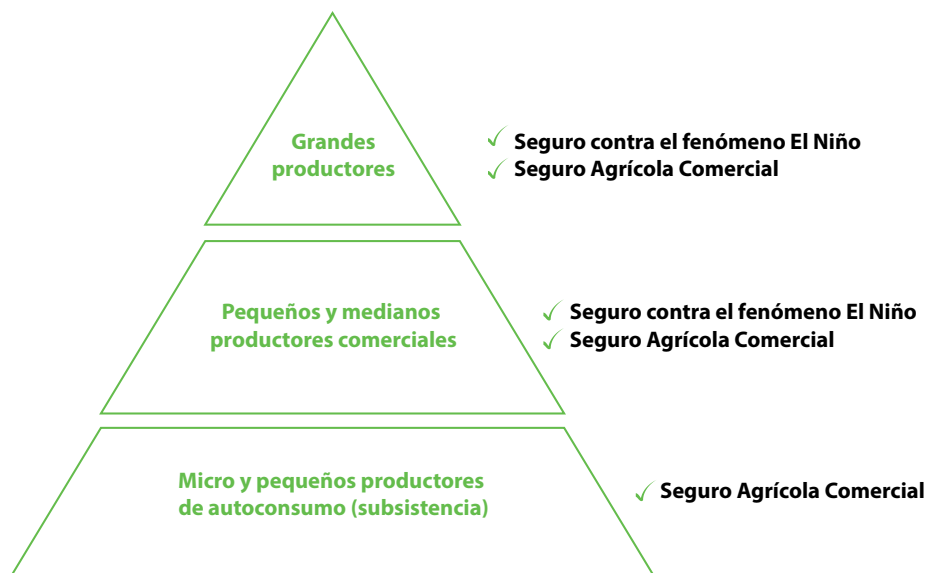 Grandes
productores
Seguro contra el fenómeno El Niño
Seguro Agrícola Comercial
Pequeños y medianos
productores comerciales
Seguro contra el fenómeno El Niño
Seguro Agrícola Comercial
Micro y pequeños productores
de autoconsumo (subsistencia)
Seguro Agrícola Comercial